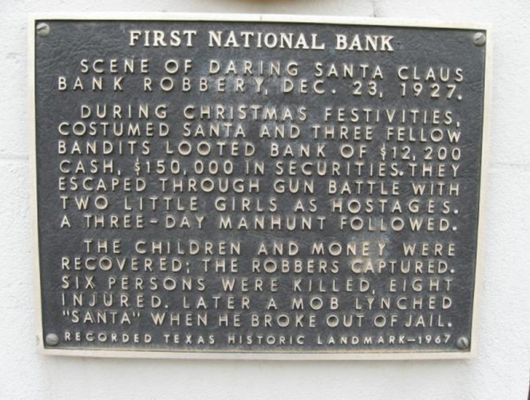 FIRST NATIONAL BANK
SCENE OF DARING SANTA CLAUS
BANK ROBBERY, DEC. 23, 1927.
DURING CHRISTMAS FESTIVITIES,
COSTUMED SANTA AND THREE FELLOW
BANDITS LOOTED BANK OF $12,200
CASH, $150,000 IN SECURITIES. THEY
ESCAPED THROUGH GUN BATTLE WITH
TWO LITTLE GIRLS AS HOSTAGES.
A THREE-DAY MANHUNT FOLLOWED.
THE CHILDREN AND MONEY WERE
RECOVERED; THE ROBBERS CAPTURED.
SIX PERSONS WERE KILLED, EIGHT
INJURED. LATER A MOB LYNCHED
"SANTA" WHEN HE BROKE OUT OF JAIL.
RECORDED TEXAS HISTORIC LANDMARK-1967